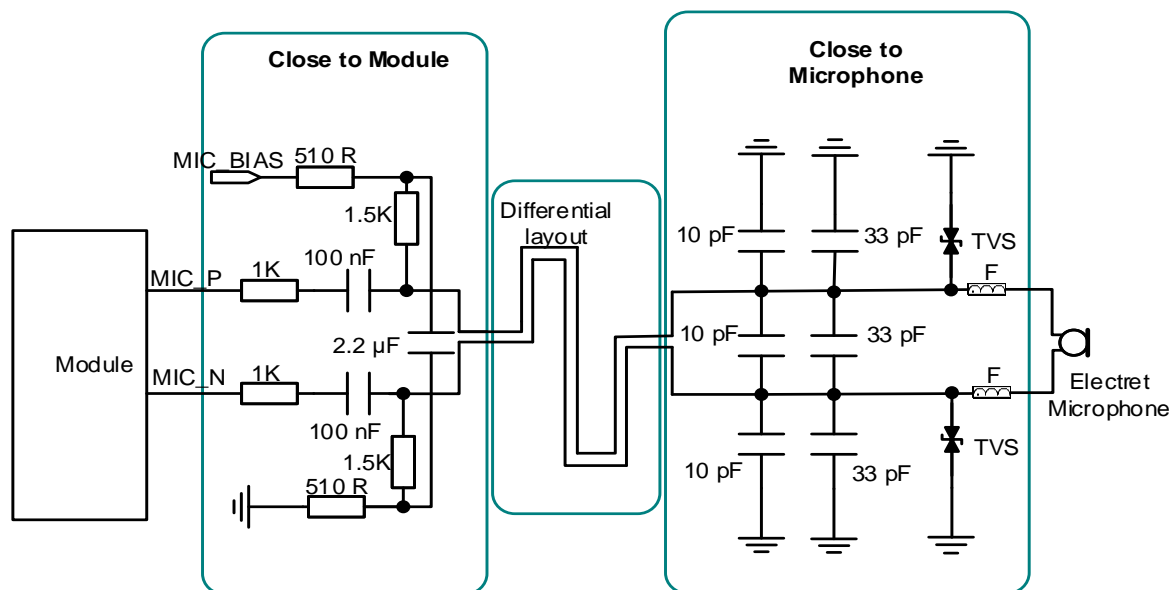 Close to Module
Close to
Microphone
MIC_BIAS
510 R
1.5K
Differential
layout
10 pF
33 pF
TVS
100 nF
MIC_P
1K
F
2.2 µF
10 pF
33 pF
Module
MIC_N
1K
F
Electret
Microphone
100 nF
1.5K
510 R
10 pF
33 pF
TVS